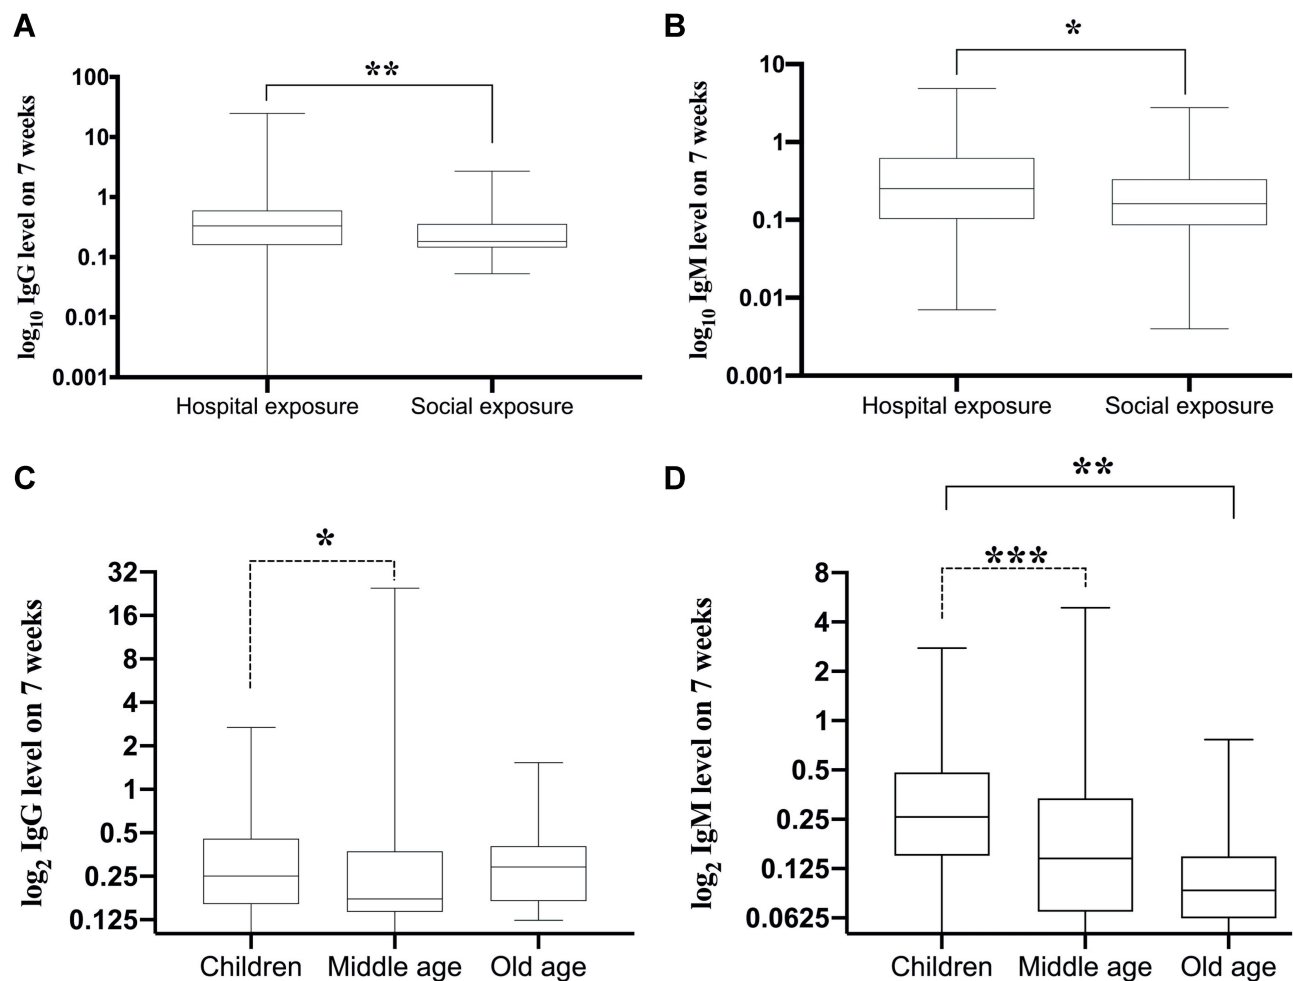 A
log10 IgG level on 7 weeks
100
10
1
0.1
0.01
0.001
**
Hospital exposure
Social exposure
B
log10 IgM level on 7 weeks
10
1
0.1
0.01
0.001
*
Hospital exposure
Social exposure
C
log2 IgG level on 7 weeks
32
16
8
4
2
1
0.5
0.25
0.125
*
Children
Middle age
Old age
D
log2 IgM level on 7 weeks
8
4
2
1
0.5
0.25
0.125
0.0625
**
***
Children
Middle age
Old age